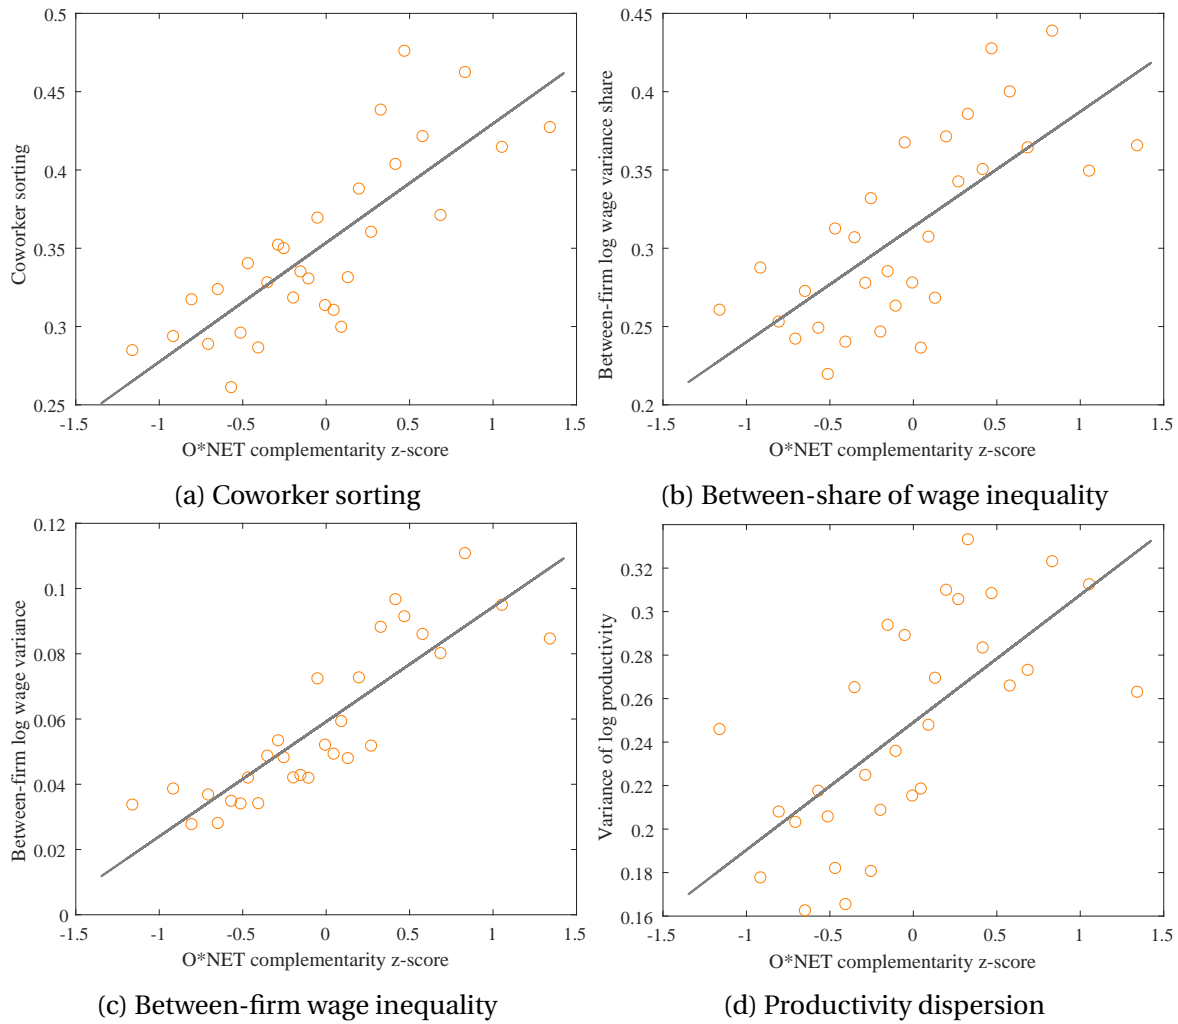 0.5
0.45
0.4
0.35
0.3
0.25
Coworker sorting
-1.5 -1 -0.5 0 0.5 1 1.5
O*NET complementarity z-score
(a) Coworker sorting
0.45
0.4
0.35
0.3
0.25
0.2
Between-firm log wage variance share
-1.5 -1 -0.5 0 0.5 1 1.5
O*NET complementarity z-score
(b) Between-share of wage inequality
0.12
0.1
0.08
0.06
0.04
0.02
0
Between-firm log wage variance
-1.5 -1 -0.5 0 0.5 1 1.5
O*NET complementarity z-score
(c) Between-firm wage inequality
0.32
0.3
0.28
0.26
0.24
0.22
0.2
0.18
0.16
Variance of log productivity
-1.5 -1 -0.5 0 0.5 1 1.5
O*NET complementarity z-score
(d) Productivity dispersion